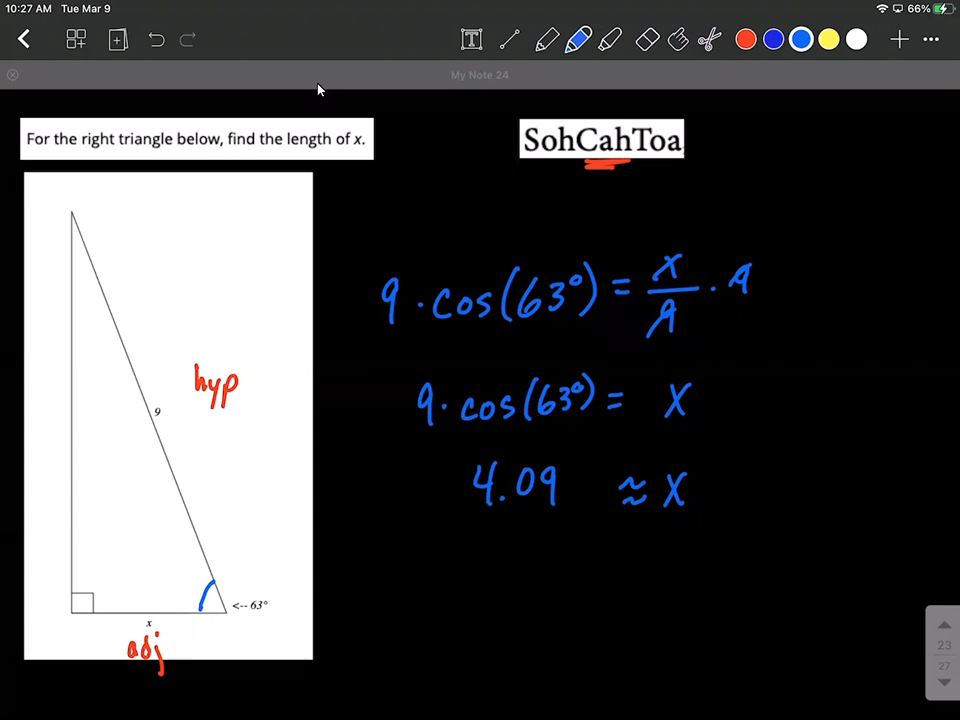 10:27 AM Tue Mar 9
66%
My Note 24
For the right triangle below, find the length of x.
SohCahToa
9 · cos(63°) = x/9 · 9
hyp
9 · cos(63°) = X
9
4.09 ≈ X
<-- 63°
x
adj
23
27